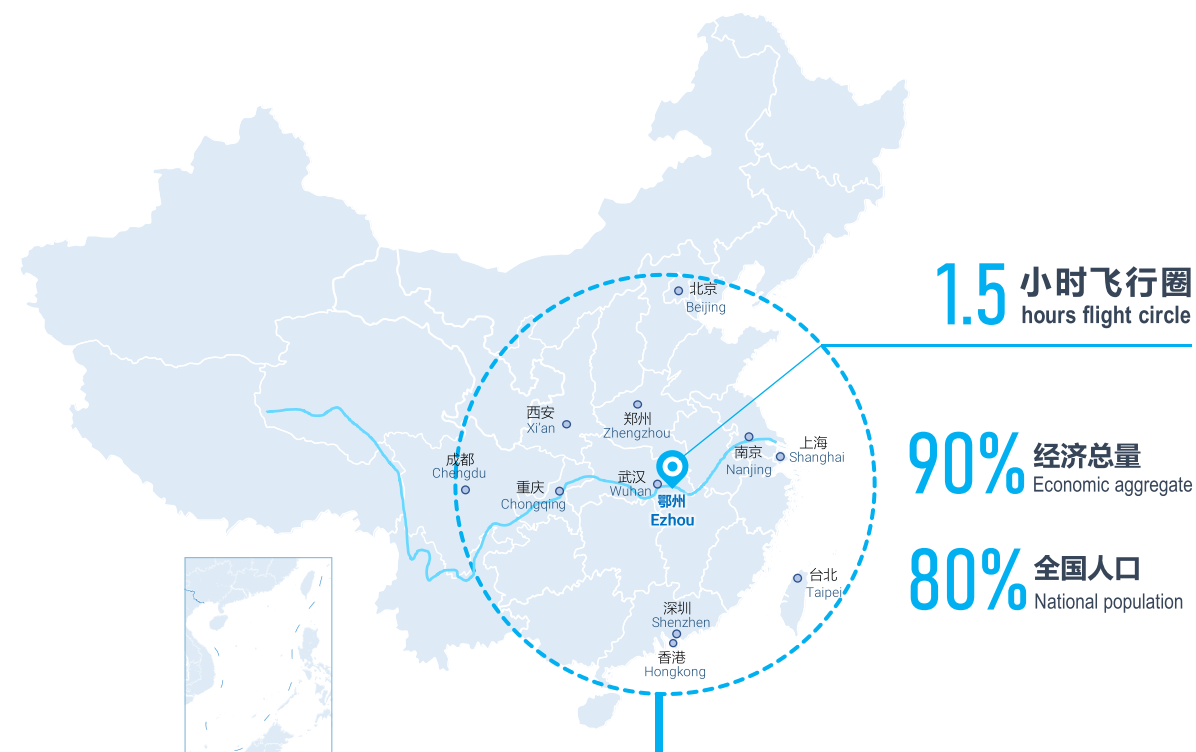 1.5 小时飞行圈
hours flight circle
90% 经济总量
Economic aggregate
80% 全国人口
National population
北京
Beijing
西安
Xi'an
郑州
Zhengzhou
成都
Chengdu
重庆
Chongqing
武汉
Wuhan
鄂州
Ezhou
南京
Nanjing
上海
Shanghai
台北
Taipei
深圳
Shenzhen
香港
Hongkong